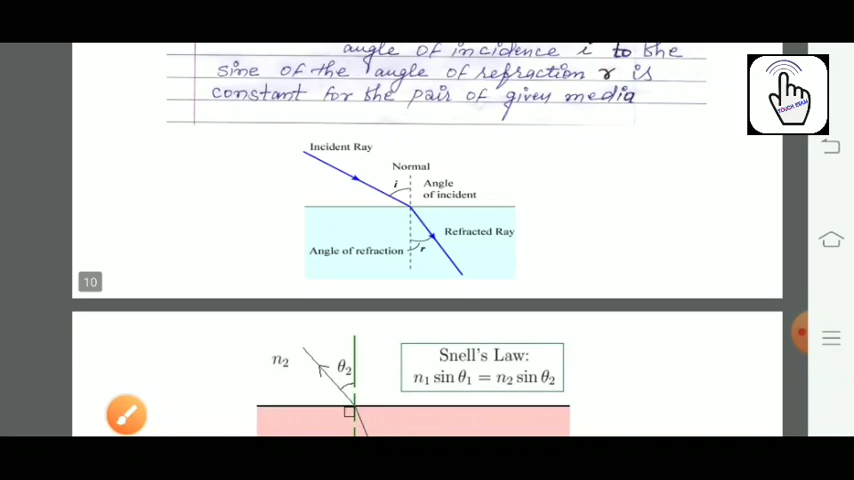 angle of incidence i to the
sine of the angle of refraction r is
constant for the pair of given media
TOUCH EXAM
Incident Ray
Normal
i
Angle
of incident
Refracted Ray
Angle of refraction
r
10
n₂
θ₂
Snell's Law:
n₁ sin θ₁ = n₂ sin θ₂